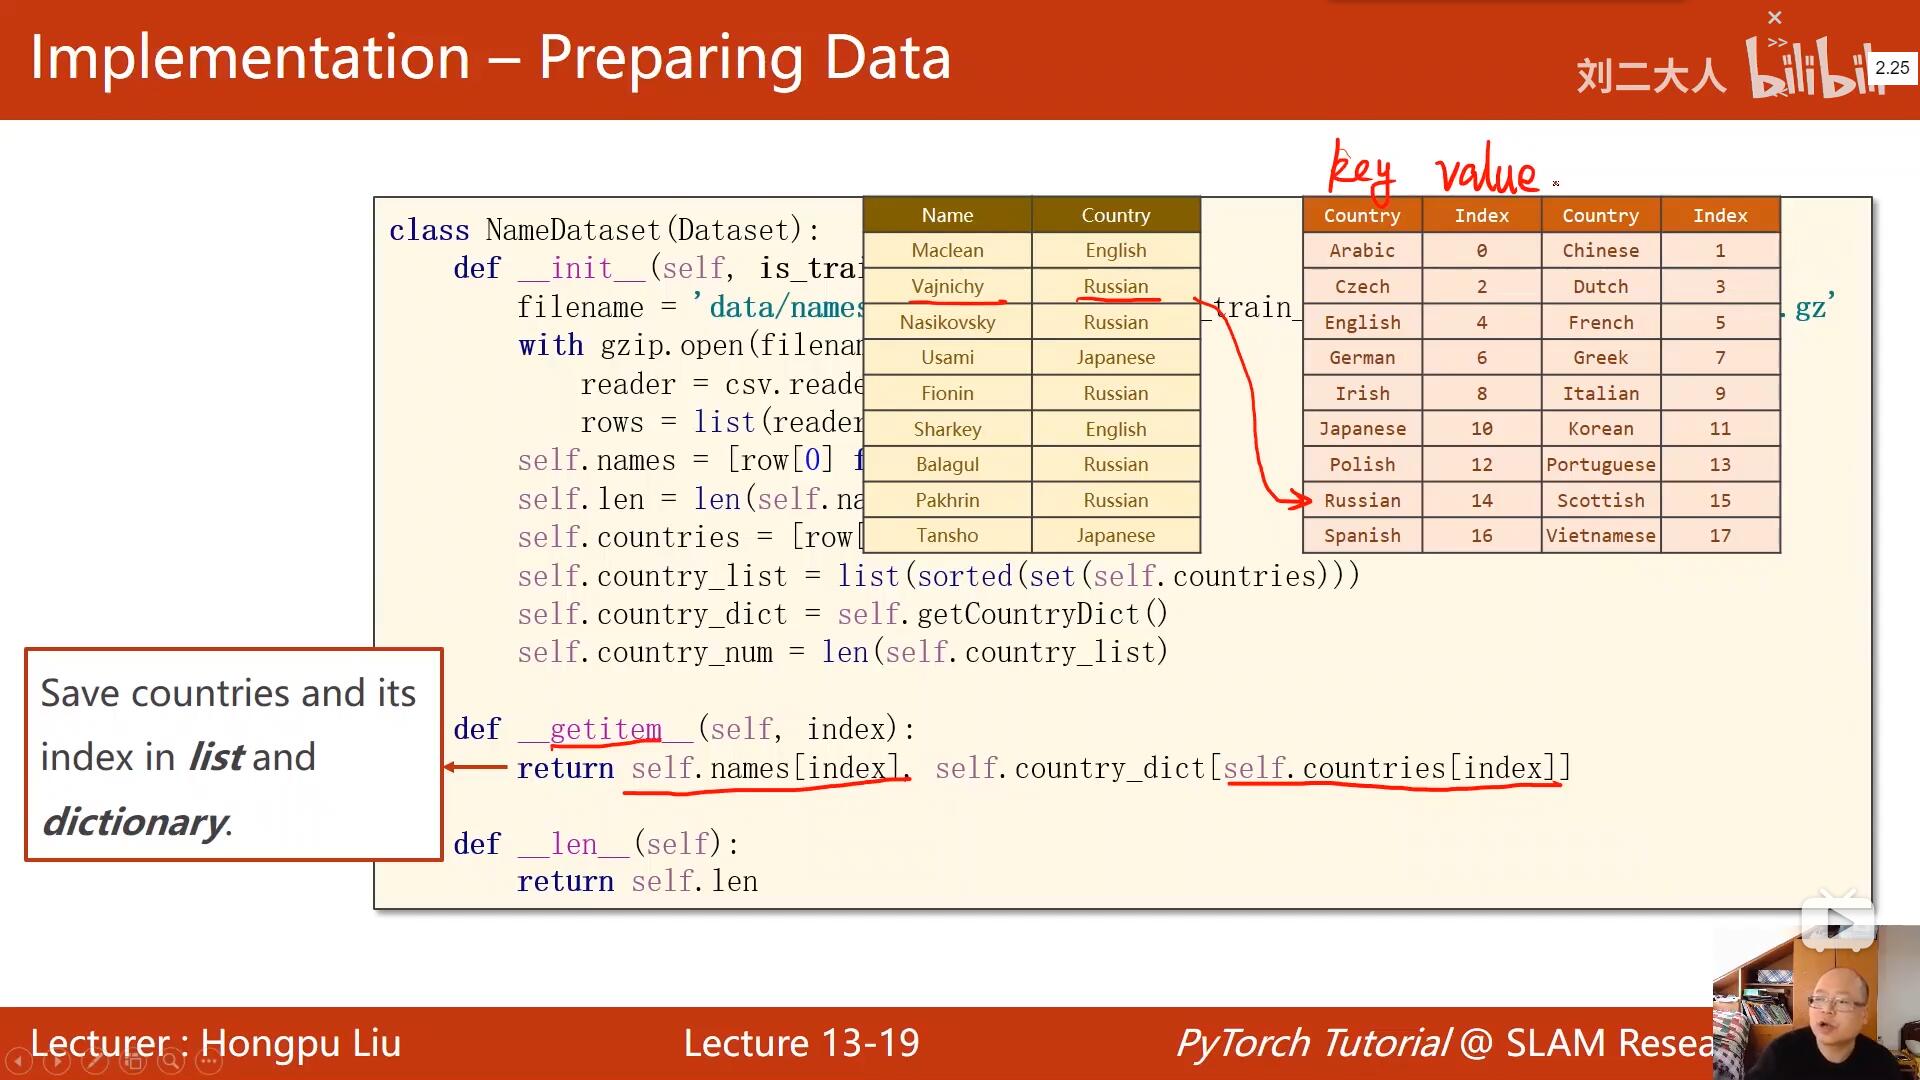 Implementation – Preparing Data
刘二大人 bilibili
2.25
key value
class NameDataset(Dataset):
def __init__(self, is_trai
filename = 'data/names
_train_
.gz'
with gzip.open(filenam
reader = csv.reade
rows = list(reader
self.names = [row[0] f
self.len = len(self.na
self.countries = [row[
self.country_list = list(sorted(set(self.countries)))
self.country_dict = self.getCountryDict()
self.country_num = len(self.country_list)
def __getitem__(self, index):
return self.names[index], self.country_dict[self.countries[index]]
def __len__(self):
return self.len
Name Country
Maclean English
Vajnichy Russian
Nasikovsky Russian
Usami Japanese
Fionin Russian
Sharkey English
Balagul Russian
Pakhrin Russian
Tansho Japanese
Country Index Country Index
Arabic 0 Chinese 1
Czech 2 Dutch 3
English 4 French 5
German 6 Greek 7
Irish 8 Italian 9
Japanese 10 Korean 11
Polish 12 Portuguese 13
Russian 14 Scottish 15
Spanish 16 Vietnamese 17
Save countries and its
index in list and
dictionary.
Lecturer : Hongpu Liu
Lecture 13-19
PyTorch Tutorial @ SLAM Resea